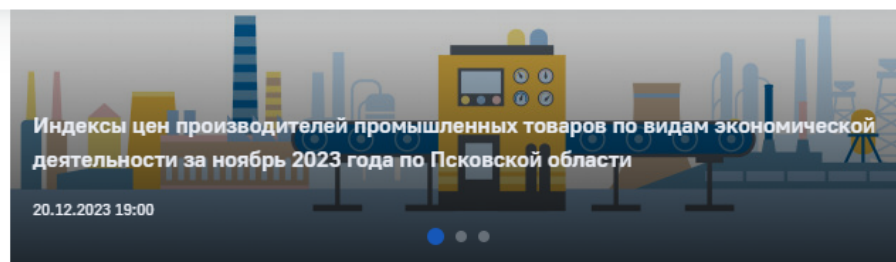 Индексы цен производителей промышленных товаров по видам экономической
деятельности за ноябрь 2023 года по Псковской области
20.12.2023 19:00